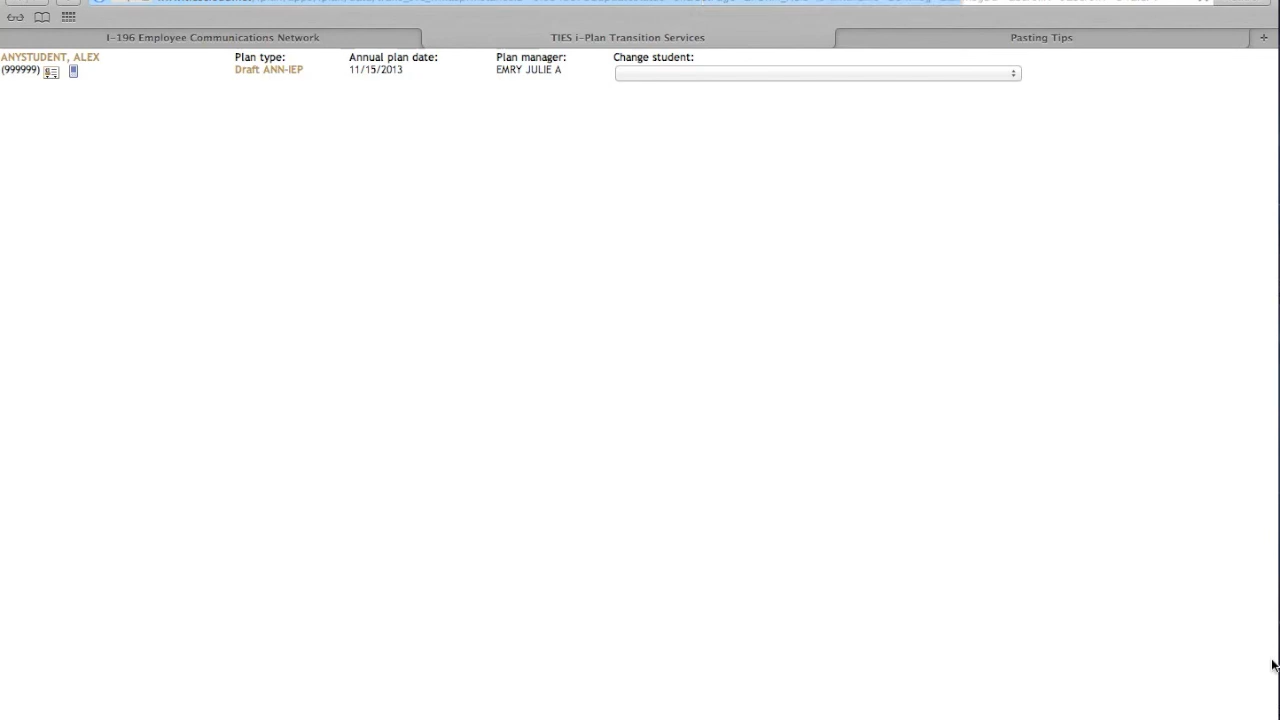 I-196 Employee Communications Network
TIES i-Plan Transition Services
Pasting Tips
+
ANYSTUDENT, ALEX
(999999)
Plan type:
Draft ANN-IEP
Annual plan date:
11/15/2013
Plan manager:
EMRY JULIE A
Change student: